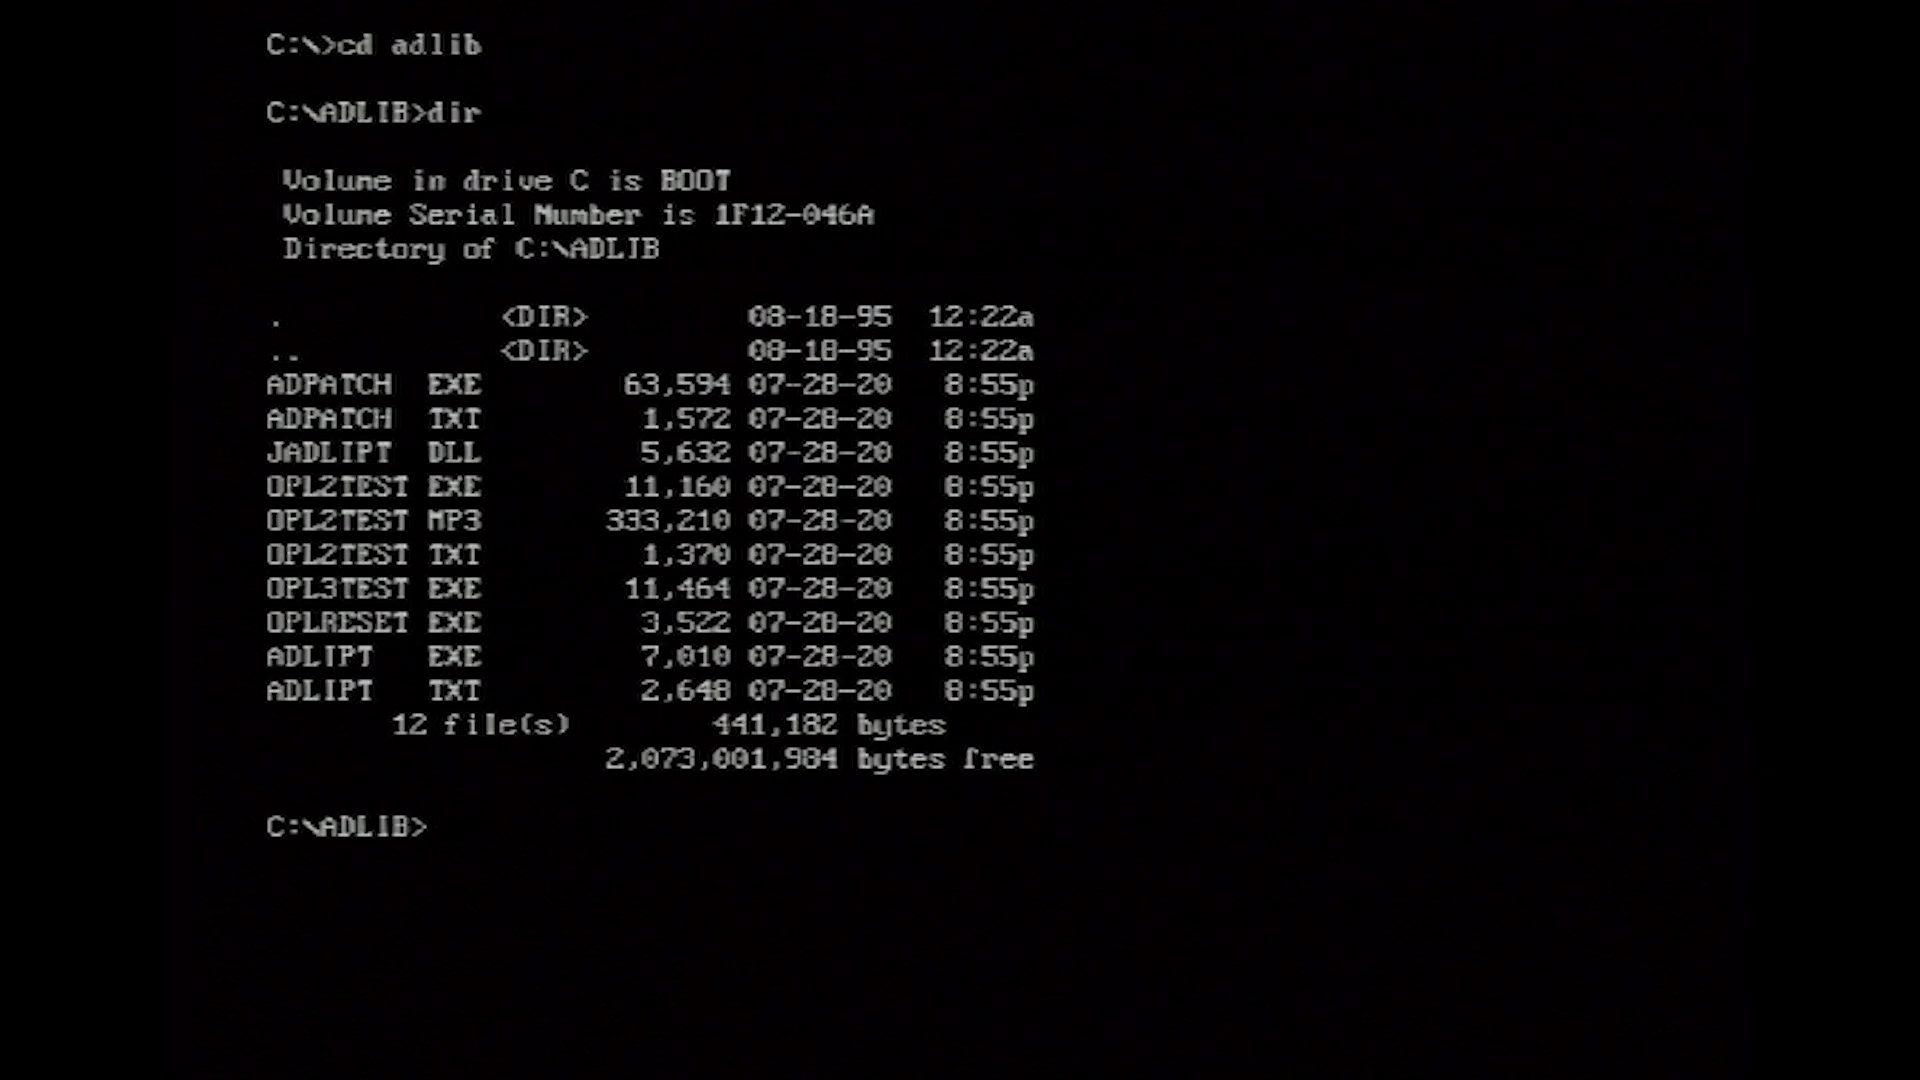 C:\>cd adlib
C:\ADLIB>dir
Volume in drive C is BOOT
Volume Serial Number is 1F12-046A
Directory of C:\ADLIB
. <DIR> 08-18-95 12:22a
.. <DIR> 08-18-95 12:22a
ADPATCH EXE 63,594 07-28-20 8:55p
ADPATCH TXT 1,572 07-28-20 8:55p
JADLIPT DLL 5,632 07-28-20 8:55p
OPL2TEST EXE 11,160 07-28-20 8:55p
OPL2TEST MP3 333,210 07-28-20 8:55p
OPL2TEST TXT 1,370 07-28-20 8:55p
OPL3TEST EXE 11,464 07-28-20 8:55p
OPLRESET EXE 3,522 07-28-20 8:55p
ADLIPT EXE 7,010 07-28-20 8:55p
ADLIPT TXT 2,648 07-28-20 8:55p
12 file(s) 441,182 bytes
2,073,001,984 bytes free
C:\ADLIB>